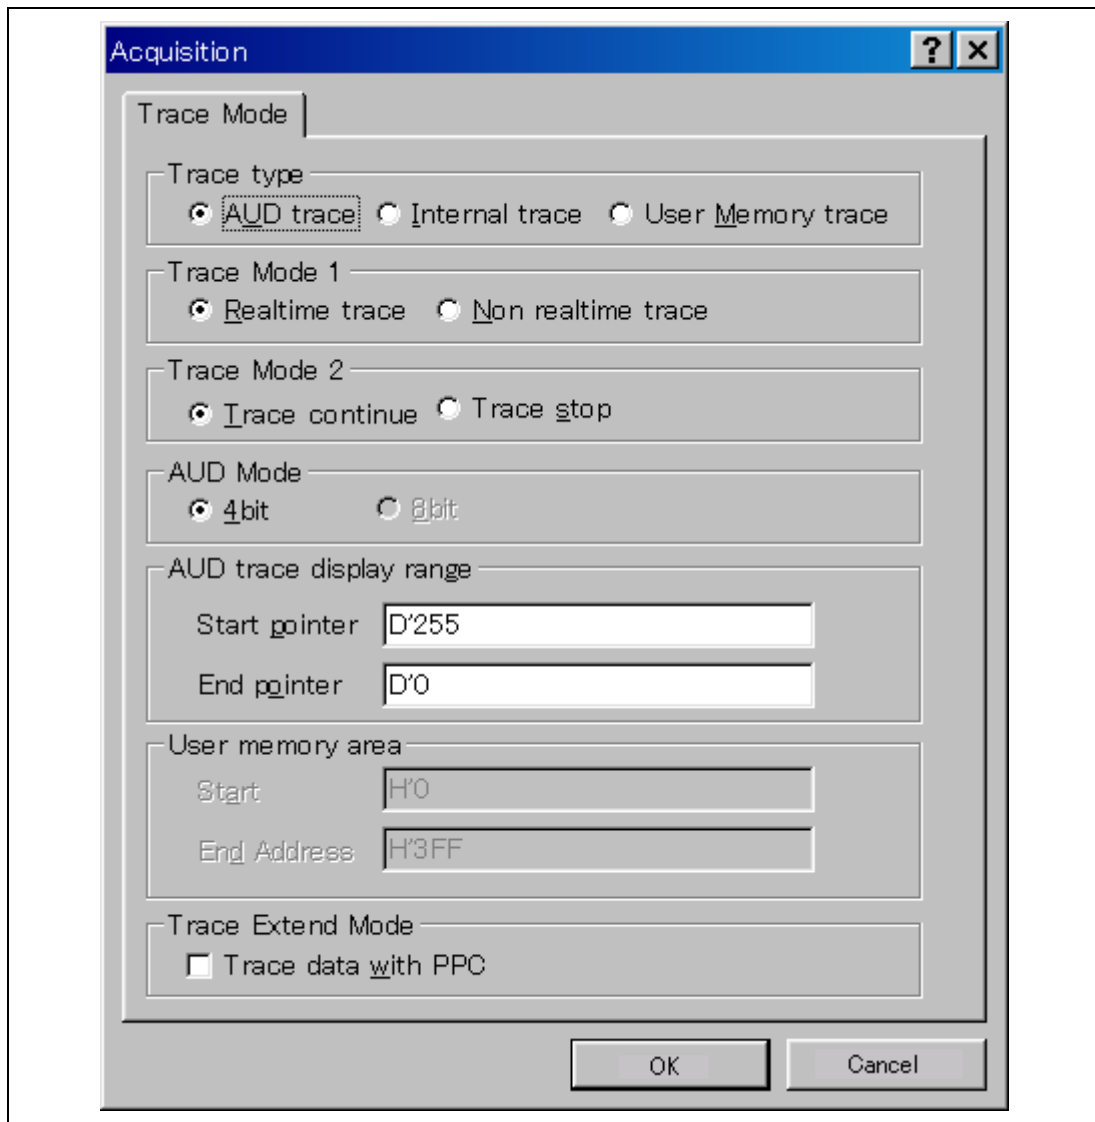 Acquisition
Trace Mode
Trace type
AUD trace Internal trace User Memory trace
Trace Mode 1
Realtime trace Non realtime trace
Trace Mode 2
Trace continue Trace stop
AUD Mode
4bit 8bit
AUD trace display range
Start pointer D'255
End pointer D'0
User memory area
Start H'0
End Address H'3FF
Trace Extend Mode
Trace data with PPC
OK Cancel